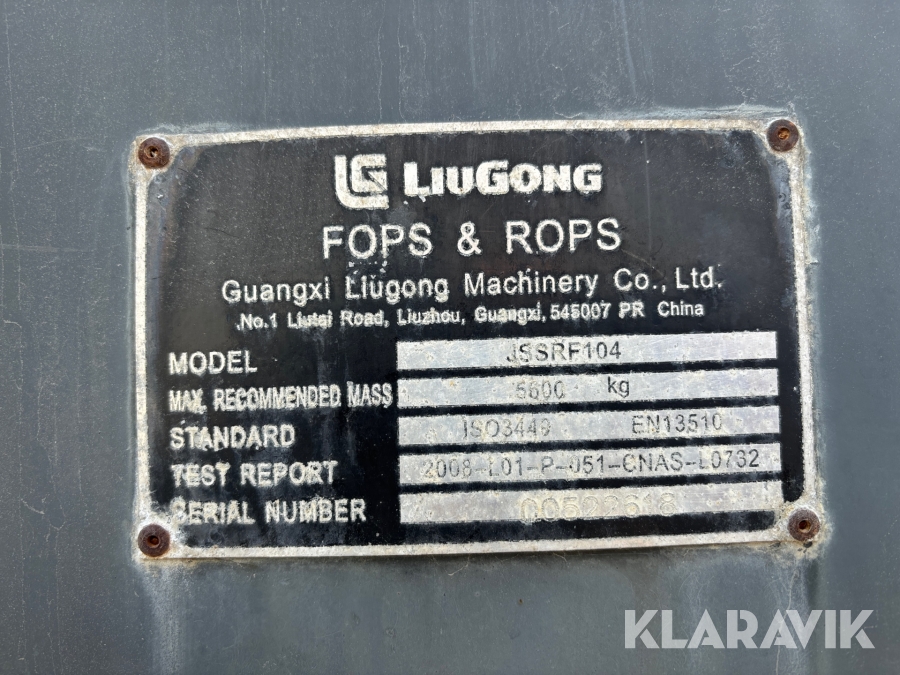 LG LIUGONG
FOPS & ROPS
Guangxi Liugong Machinery Co., Ltd.
No.1 Liutai Road, Liuzhou, Guangxi, 545007 PR China
MODEL JSSRF104
MAX. RECOMMENDED MASS 5600 kg
STANDARD ISO3449 EN13510
TEST REPORT 2008-L01-P-051-CNAS-L0732
SERIAL NUMBER
KLARAVIK